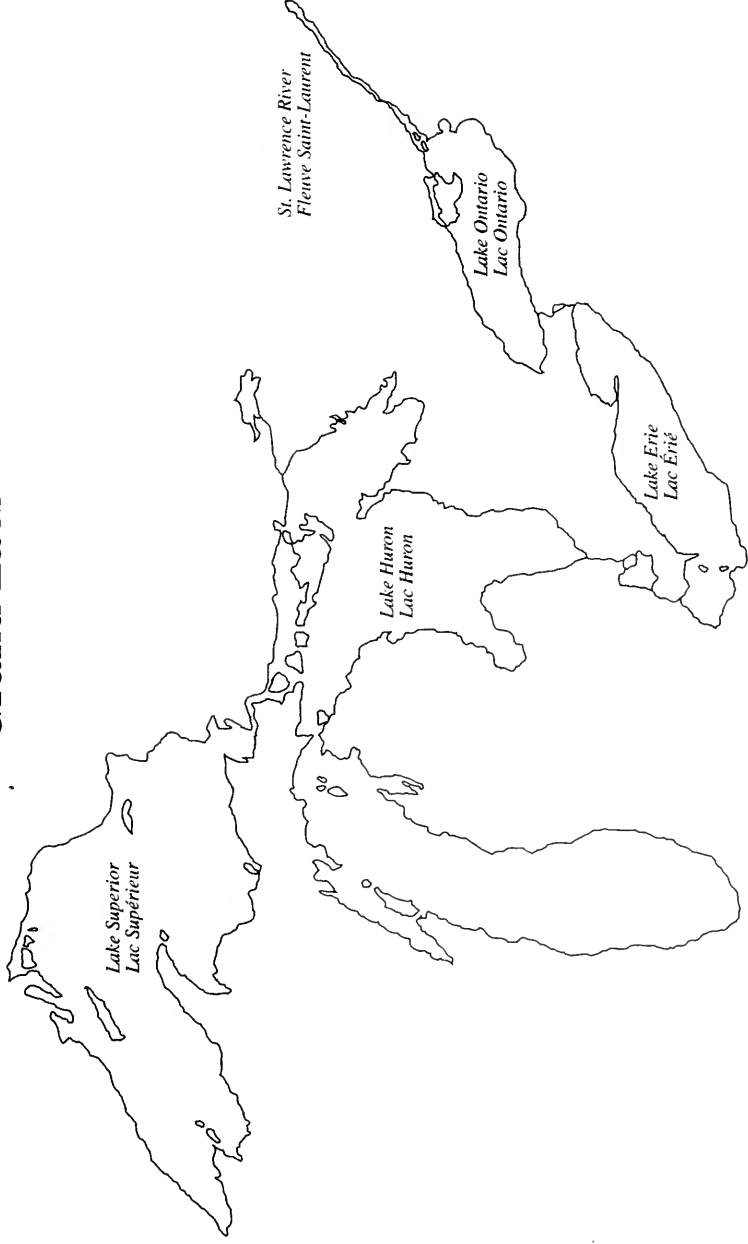 Lake Superior
Lac Supérieur
St. Lawrence River
Fleuve Saint-Laurent
Lake Huron
Lac Huron
Lake Ontario
Lac Ontario
Lake Erie
Lac Érié